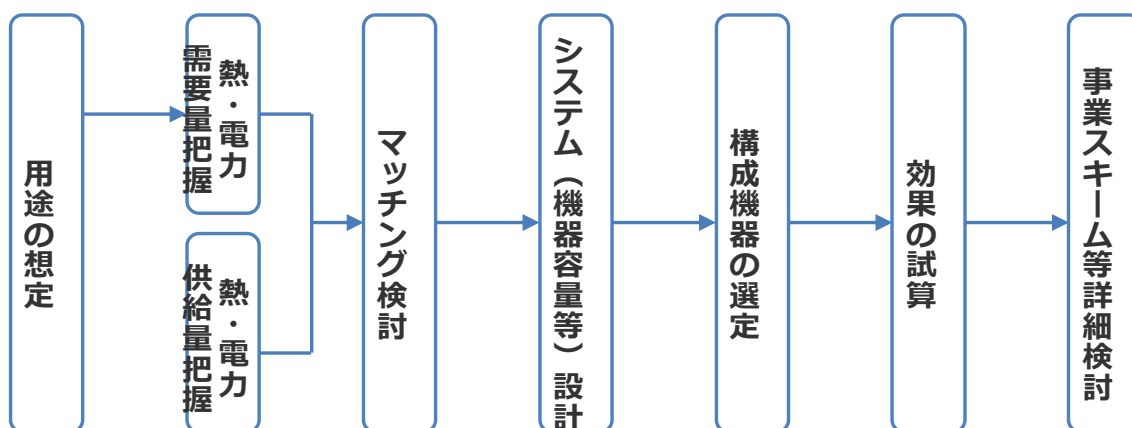 用途の想定
熱・電力
需要量把握
熱・電力
供給量把握
マッチング検討
システム（機器容量等）設計
構成機器の選定
効果の試算
事業スキーム等詳細検討